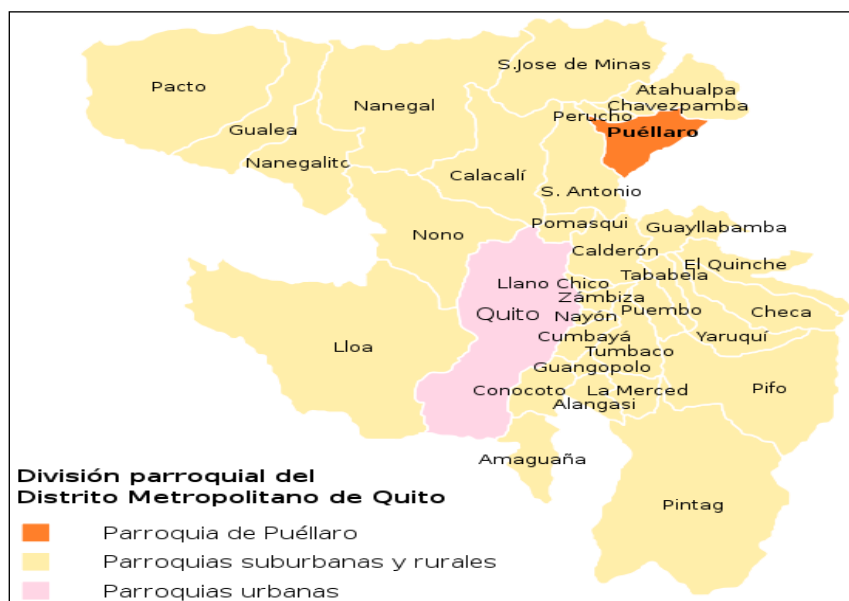 S.Jose de Minas
Pacto
Atahualpa
Nanegal
Chavezpamba
Perucho
Gualea
Puéllaro
Nanegalito
Calacalí
S. Antonio
Pomasqui
Guayllabamba
Nono
Calderón
El Quinche
Tababela
Llano Chico
Zámbiza
Quito
Nayón
Puembo
Checa
Cumbayá
Yaruquí
Lloa
Tumbaco
Guangopolo
Conocoto
La Merced
Pifo
Alangasi
Amaguaña
Pintag
División parroquial del
Distrito Metropolitano de Quito
Parroquia de Puéllaro
Parroquias suburbanas y rurales
Parroquias urbanas